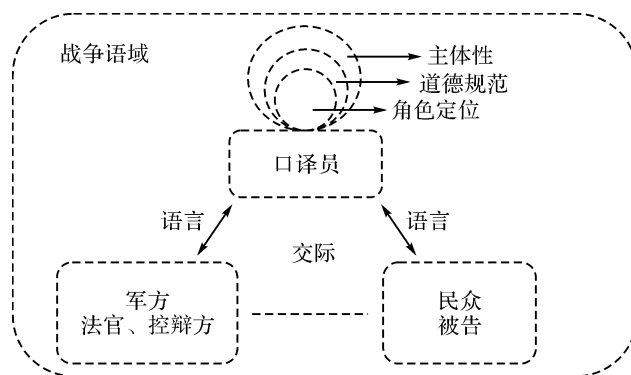 战争语域
主体性
道德规范
角色定位
口译员
语言
语言
交际
军方
法官、控辩方
民众
被告